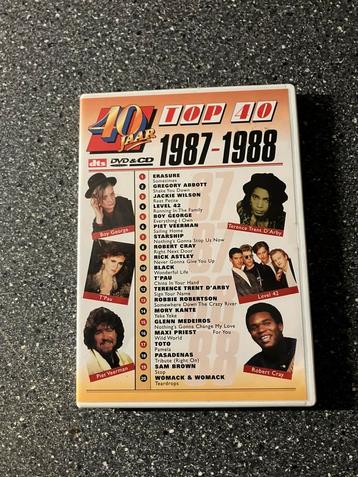 40 JAAR
TOP 40
dts DVD&CD
1987-1988
1 ERASURE
Sometimes
2 GREGORY ABBOTT
Shake You Down
3 JACKIE WILSON
Reet Petite
4 LEVEL 42
Running In The Family
5 BOY GEORGE
Everything I Own
6 PIET VEERMAN
Sailing Home
7 STARSHIP
Nothing's Gonna Stop Us Now
8 ROBERT CRAY
Right Next Door
9 RICK ASTLEY
Never Gonna Give You Up
10 BLACK
Wonderful Life
11 T'PAU
China In Your Hand
12 TERENCE TRENT D'ARBY
Sign Your Name
13 ROBBIE ROBERTSON
Somewhere Down The Crazy River
14 MORY KANTE
Yeke Yeke
15 GLENN MEDEIROS
Nothing's Gonna Change My Love
For You
16 MAXI PRIEST
Wild World
17 TOTO
Pamela
18 PASADENAS
Tribute (Right On)
19 SAM BROWN
Stop
20 WOMACK & WOMACK
Teardrops
Boy George
Terence Trent D'Arby
T'Pau
Level 42
Piet Veerman
Robert Cray